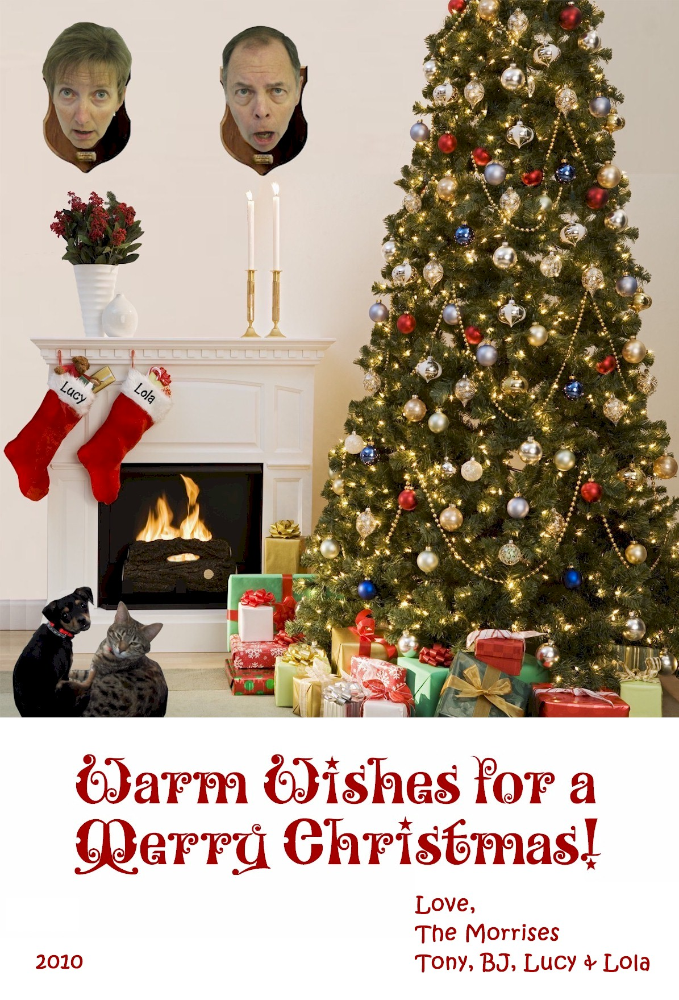 Lucy
Lola
Warm Wishes for a
Merry Christmas!
Love,
The Morrises
2010
Tony, BJ, Lucy & Lola